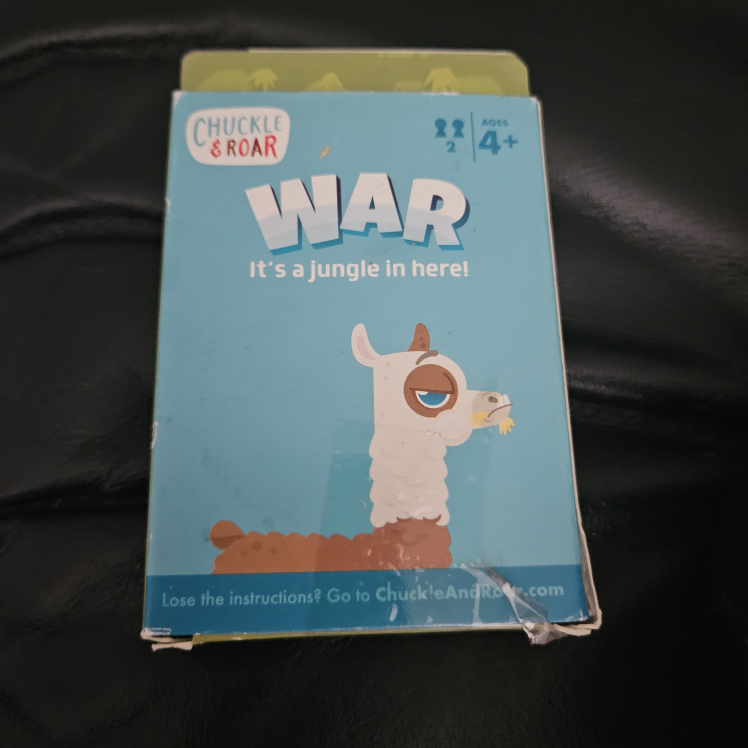 CHUCKLE
& ROAR
2
AGES
4+
WAR
It's a jungle in here!
Lose the instructions? Go to ChuckleAndRoar.com